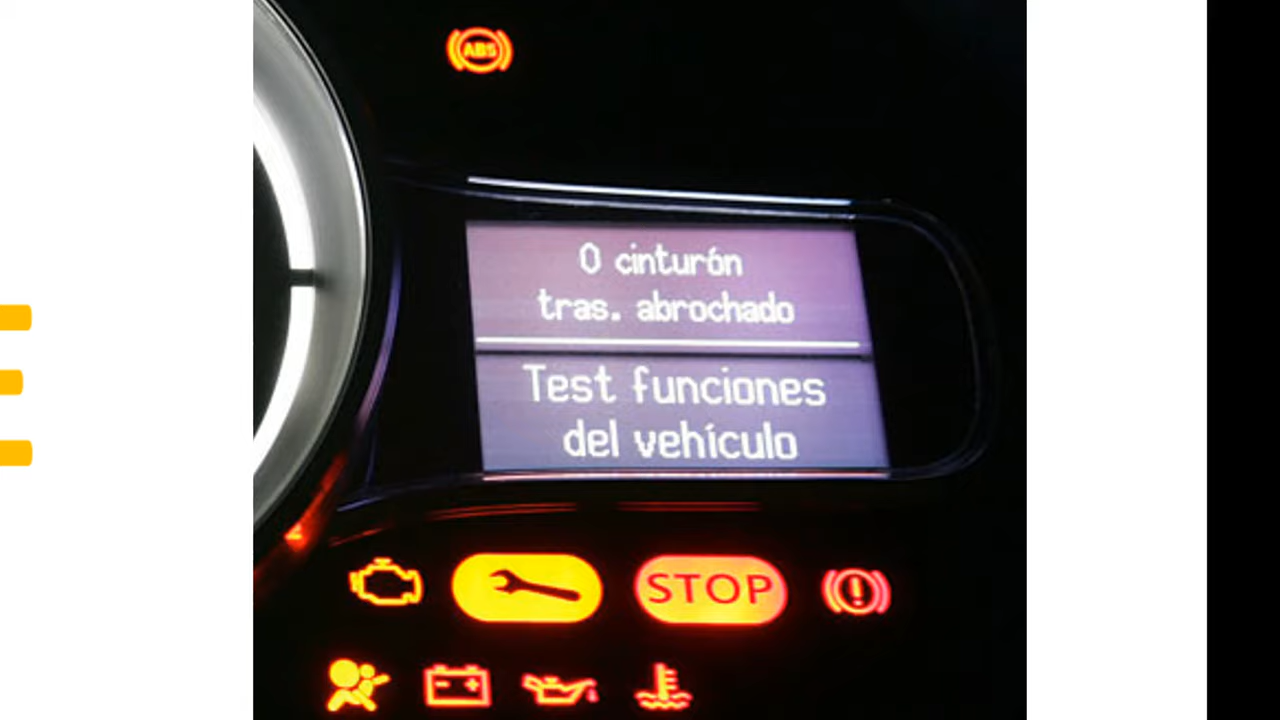 ABS
0 cinturón
tras. abrochado
Test funciones
del vehículo
STOP